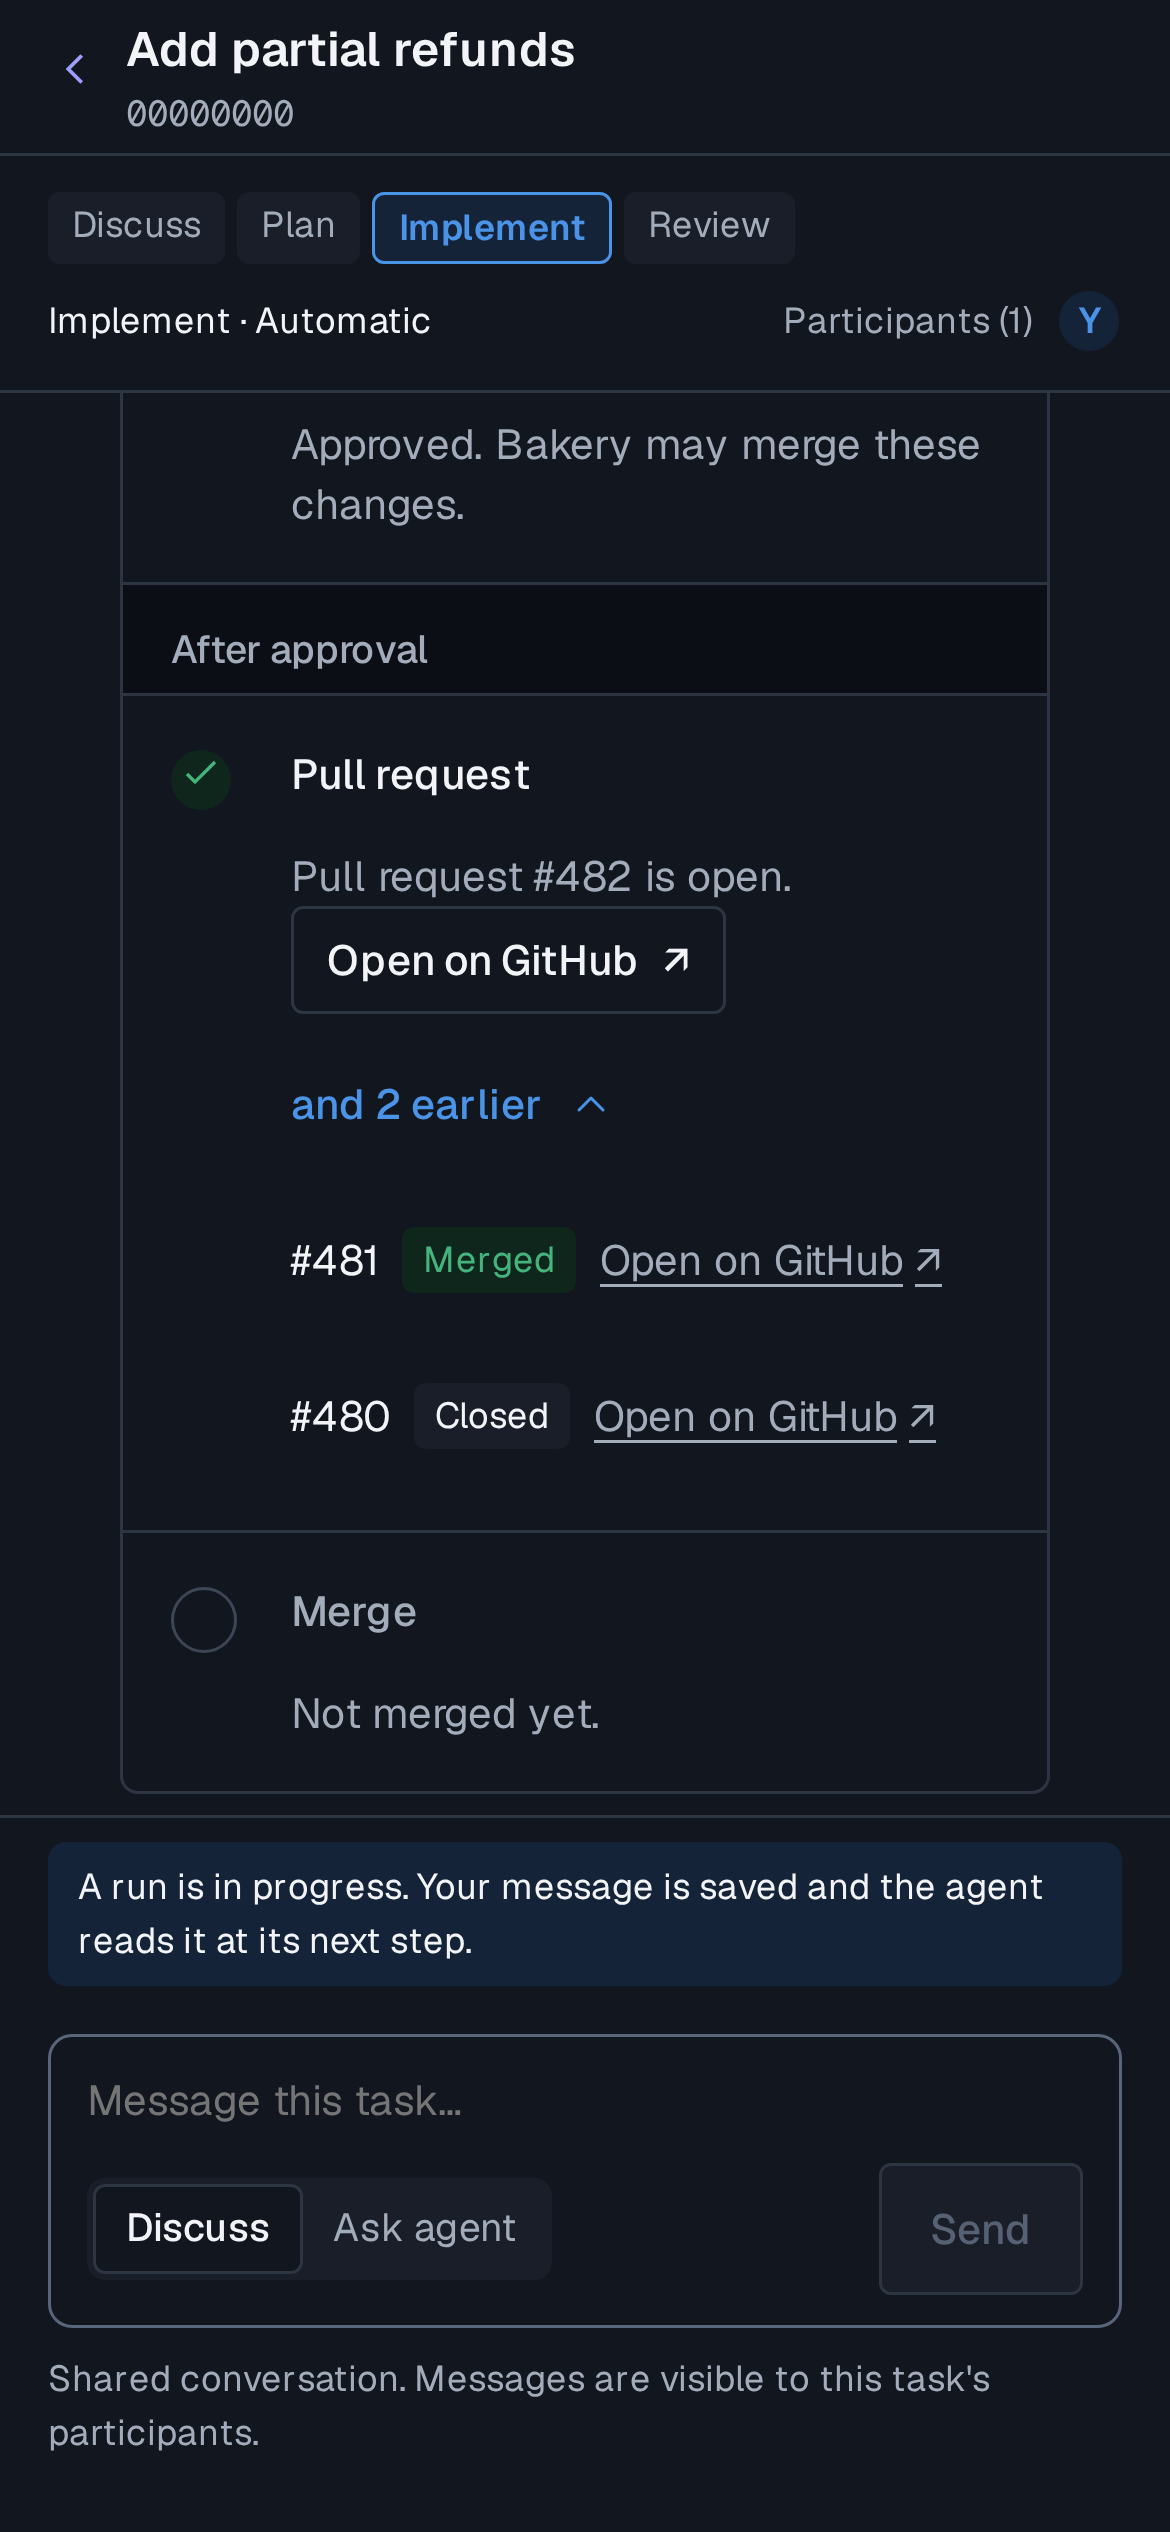 Add partial refunds
00000000
Discuss
Plan
Implement
Review
Implement · Automatic
Participants (1)
Y
Approved. Bakery may merge these
changes.
After approval
Pull request
Pull request #482 is open.
Open on GitHub ↗
and 2 earlier
#481 Merged Open on GitHub ↗
#480 Closed Open on GitHub ↗
Merge
Not merged yet.
A run is in progress. Your message is saved and the agent
reads it at its next step.
Message this task…
Discuss
Ask agent
Send
Shared conversation. Messages are visible to this task's
participants.